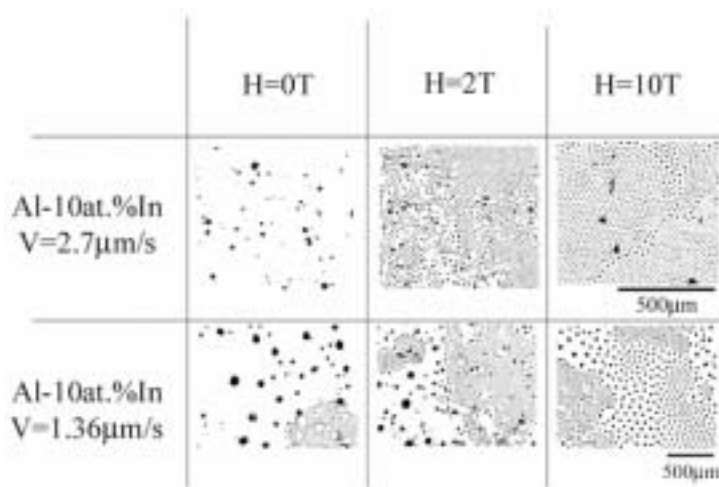 H=0T
H=2T
H=10T
Al-10at.%In
V=2.7μm/s
500μm
Al-10at.%In
V=1.36μm/s
500μm